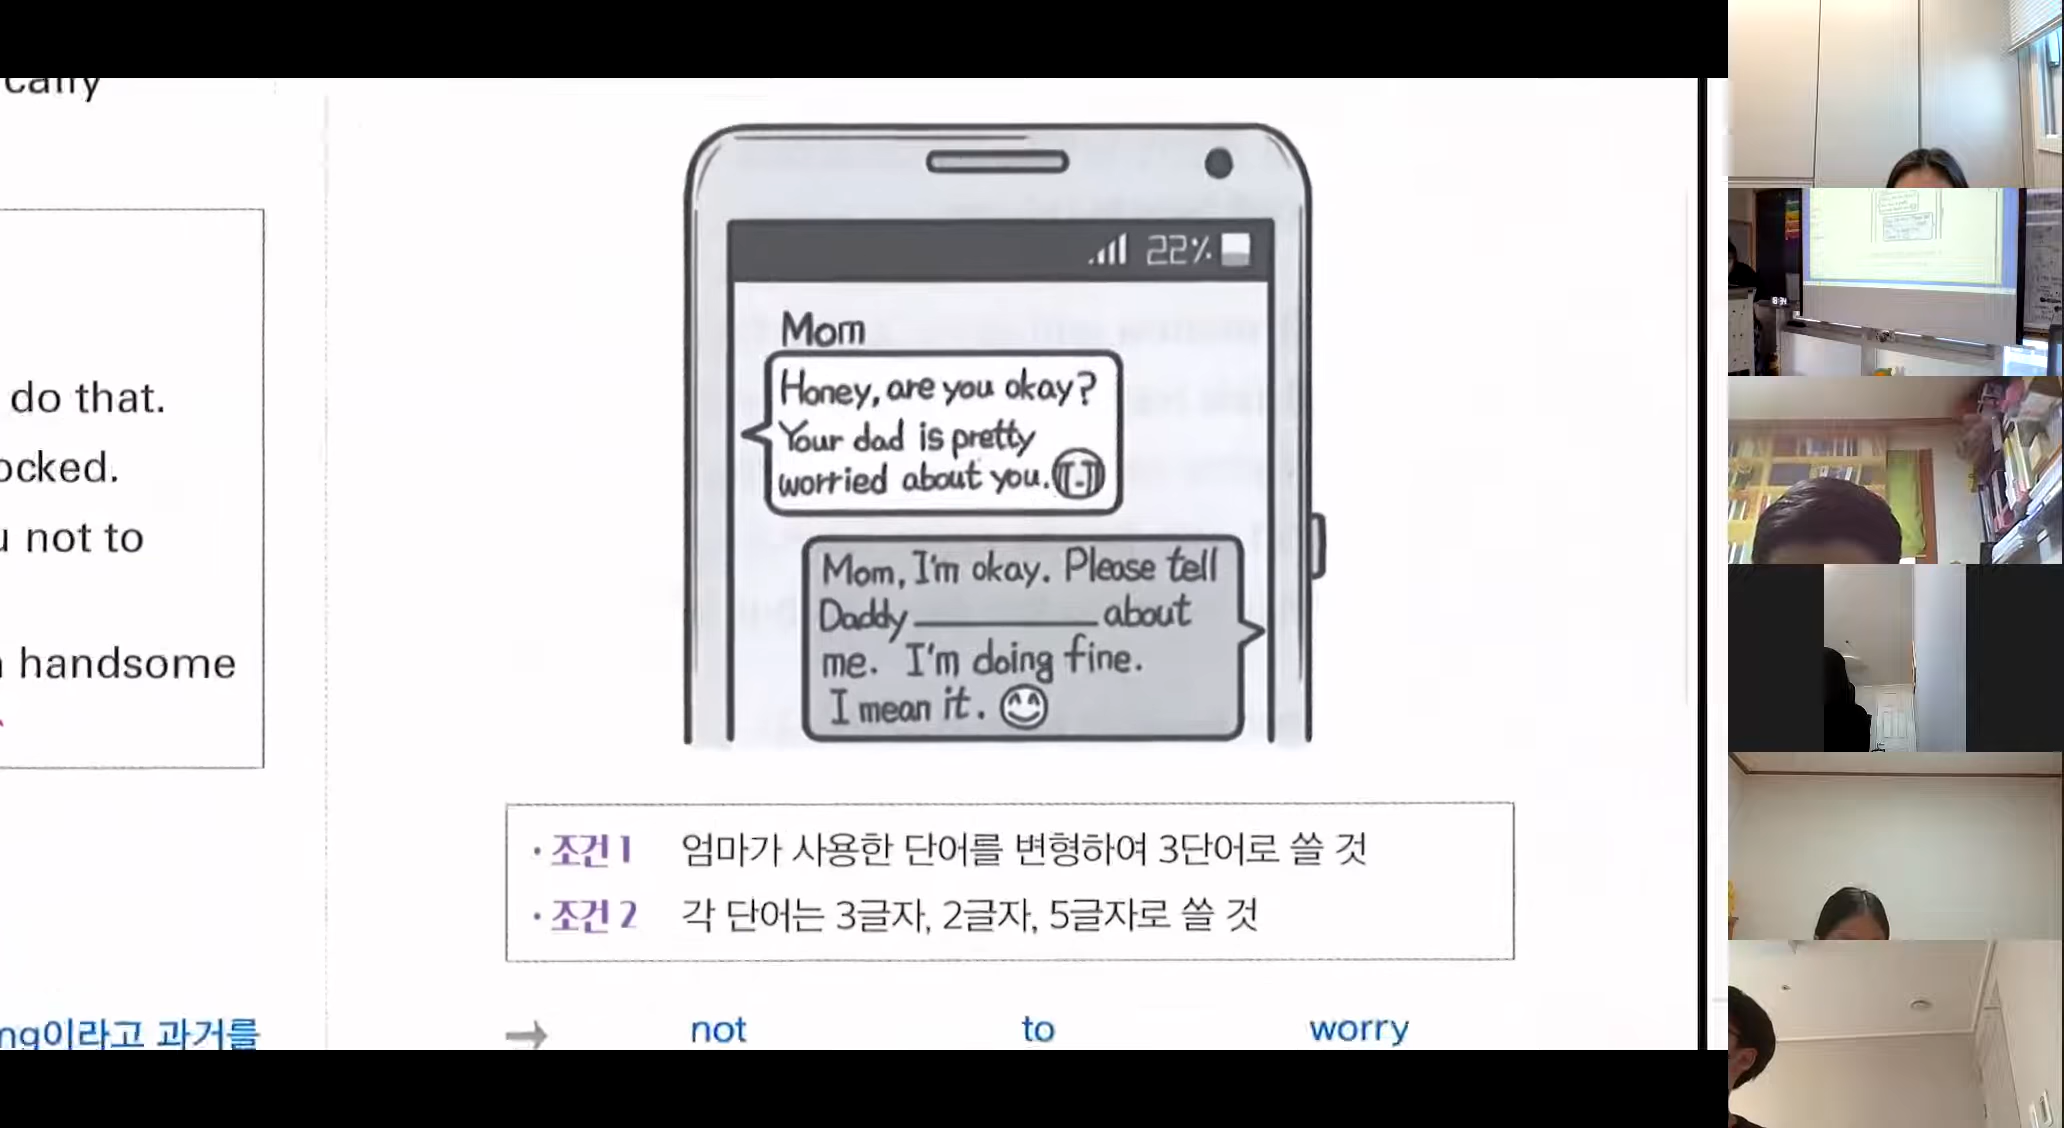 do that.
not to
handsome
22%
Mom
Honey, are you okay?
Your dad is pretty
worried about you.
Mom, I'm okay. Please tell
Daddy __________ about
me. I'm doing fine.
I mean it.
• 조건 1 엄마가 사용한 단어를 변형하여 3단어로 쓸 것
• 조건 2 각 단어는 3글자, 2글자, 5글자로 쓸 것
ng이라고 과거를
→ not to worry